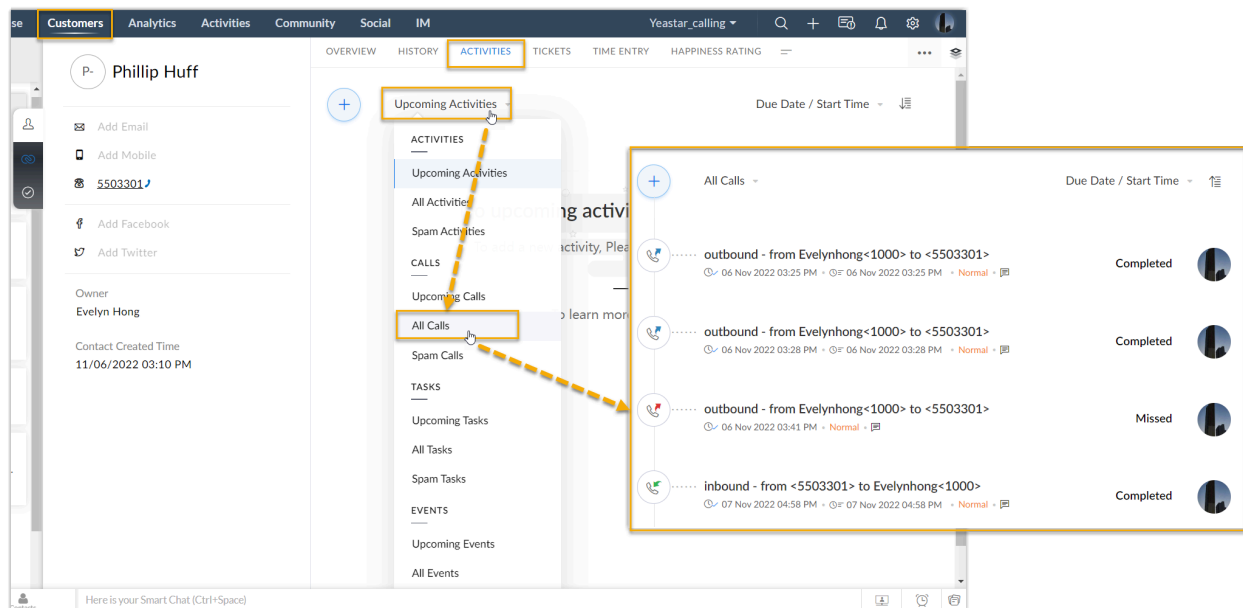 se Customers Analytics Activities Community Social IM Yeastar_calling
P- Phillip Huff
Add Email
Add Mobile
5503301
Add Facebook
Add Twitter
Owner
Evelyn Hong
Contact Created Time
11/06/2022 03:10 PM
OVERVIEW HISTORY ACTIVITIES TICKETS TIME ENTRY HAPPINESS RATING
Upcoming Activities Due Date / Start Time
ACTIVITIES
Upcoming Activities
All Activities
Spam Activities
CALLS
Upcoming Calls
All Calls
Spam Calls
TASKS
Upcoming Tasks
All Tasks
Spam Tasks
EVENTS
Upcoming Events
All Events
upcoming activi
activity, Plea
o learn more
All Calls Due Date / Start Time
outbound - from Evelynhong<1000> to <5503301> Completed
06 Nov 2022 03:25 PM • 06 Nov 2022 03:25 PM • Normal •
outbound - from Evelynhong<1000> to <5503301> Completed
06 Nov 2022 03:28 PM • 06 Nov 2022 03:28 PM • Normal •
outbound - from Evelynhong<1000> to <5503301> Missed
06 Nov 2022 03:41 PM • Normal •
inbound - from <5503301> to Evelynhong<1000> Completed
07 Nov 2022 04:58 PM • 07 Nov 2022 04:58 PM • Normal •
Here is your Smart Chat (Ctrl+Space)